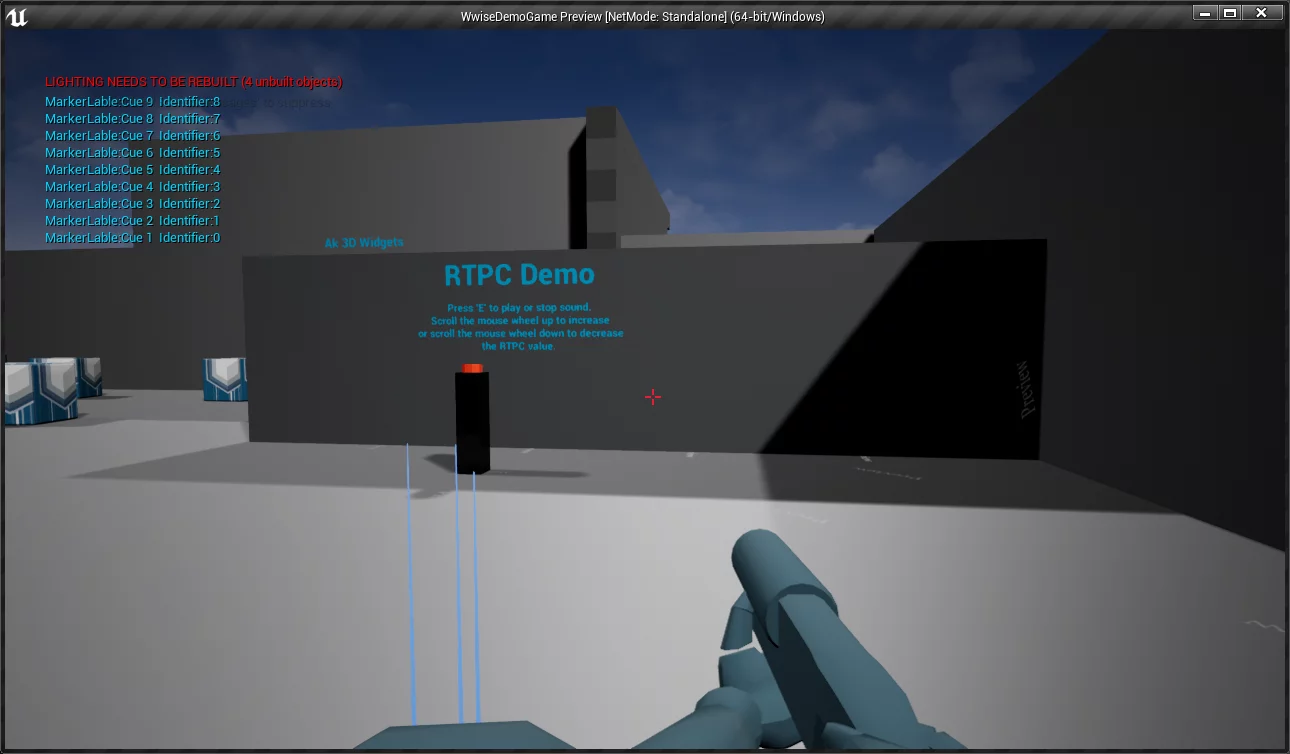 WwiseDemoGame Preview [NetMode: Standalone] (64-bit/Windows)
LIGHTING NEEDS TO BE REBUILT (4 unbuilt objects)
MarkerLable:Cue 9 Identifier:8
MarkerLable:Cue 8 Identifier:7
MarkerLable:Cue 7 Identifier:6
MarkerLable:Cue 6 Identifier:5
MarkerLable:Cue 5 Identifier:4
MarkerLable:Cue 4 Identifier:3
MarkerLable:Cue 3 Identifier:2
MarkerLable:Cue 2 Identifier:1
MarkerLable:Cue 1 Identifier:0
Ak 3D Widgets
RTPC Demo
Press 'E' to play or stop sound.
Scroll the mouse wheel up to increase
or scroll the mouse wheel down to decrease
the RTPC value.
Preview